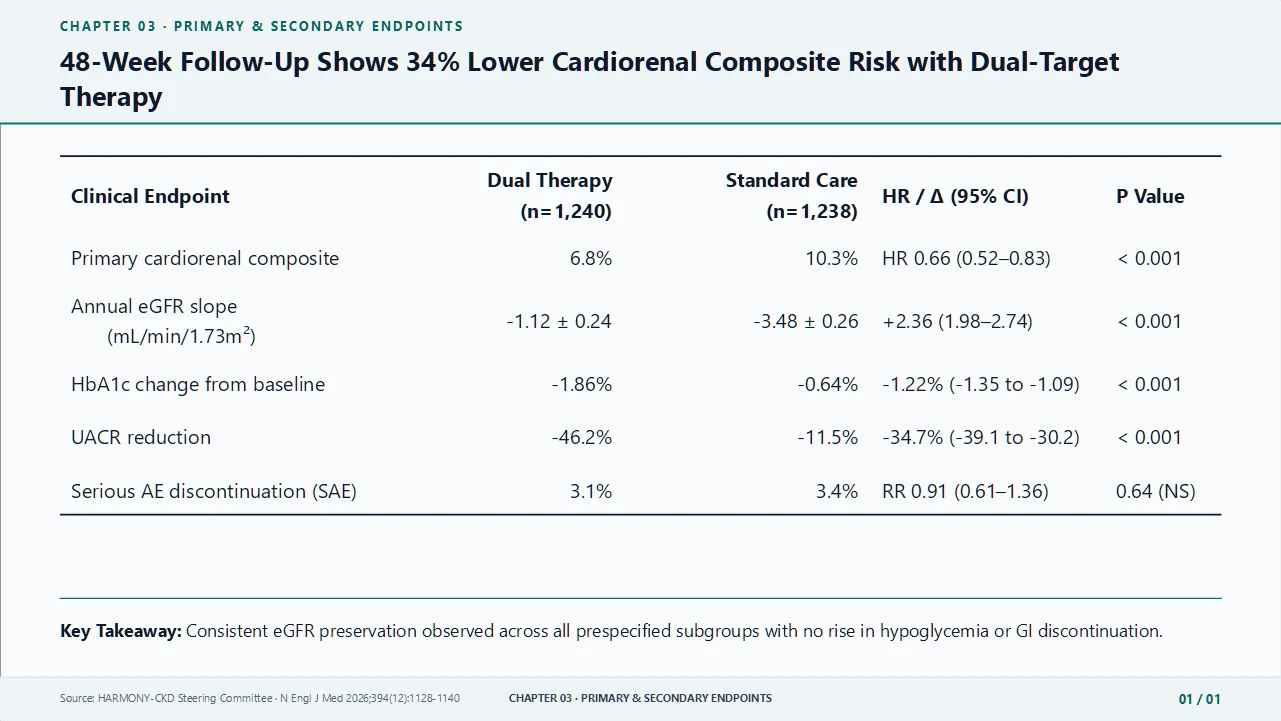 CHAPTER 03 · PRIMARY & SECONDARY ENDPOINTS
48-Week Follow-Up Shows 34% Lower Cardiorenal Composite Risk with Dual-Target
Therapy
Clinical Endpoint Dual Therapy (n=1,240) Standard Care (n=1,238) HR / Δ (95% CI) P Value
Primary cardiorenal composite 6.8% 10.3% HR 0.66 (0.52–0.83) < 0.001
Annual eGFR slope
(mL/min/1.73m²) -1.12 ± 0.24 -3.48 ± 0.26 +2.36 (1.98–2.74) < 0.001
HbA1c change from baseline -1.86% -0.64% -1.22% (-1.35 to -1.09) < 0.001
UACR reduction -46.2% -11.5% -34.7% (-39.1 to -30.2) < 0.001
Serious AE discontinuation (SAE) 3.1% 3.4% RR 0.91 (0.61–1.36) 0.64 (NS)
Key Takeaway: Consistent eGFR preservation observed across all prespecified subgroups with no rise in hypoglycemia or GI discontinuation.
Source: HARMONY-CKD Steering Committee · N Engl J Med 2026;394(12):1128-1140 CHAPTER 03 · PRIMARY & SECONDARY ENDPOINTS 01 / 01